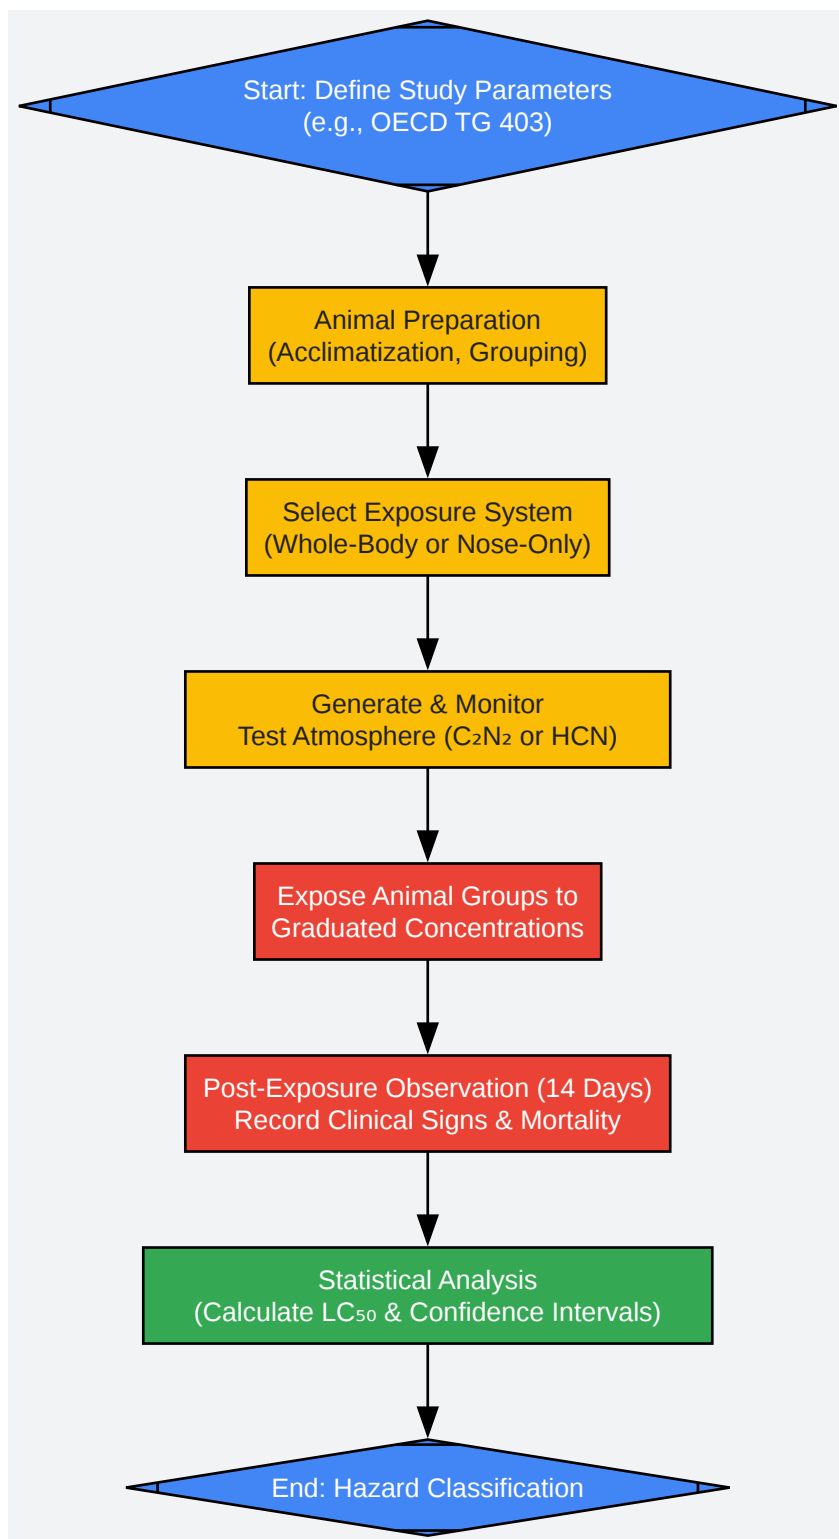 Start: Define Study Parameters
(e.g., OECD TG 403)
Animal Preparation
(Acclimatization, Grouping)
Select Exposure System
(Whole-Body or Nose-Only)
Generate & Monitor
Test Atmosphere (C₂N₂ or HCN)
Expose Animal Groups to
Graduated Concentrations
Post-Exposure Observation (14 Days)
Record Clinical Signs & Mortality
Statistical Analysis
(Calculate LC₅₀ & Confidence Intervals)
End: Hazard Classification